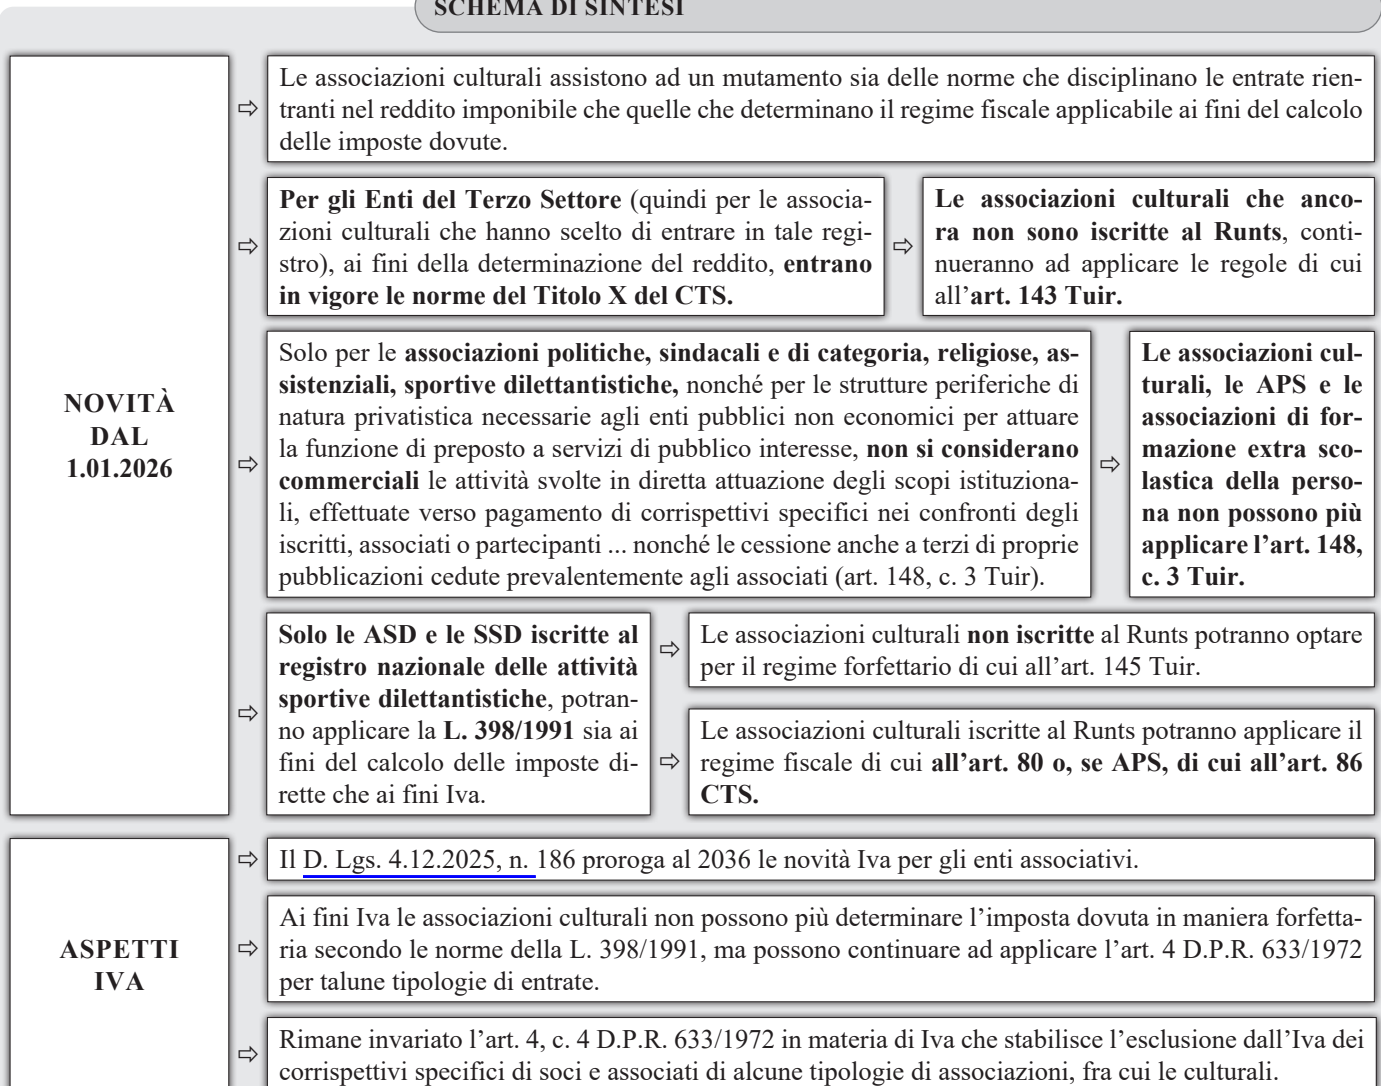 SCHEMA DI SINTESI
NOVITÀ
DAL
1.01.2026
⇨
Le associazioni culturali assistono ad un mutamento sia delle norme che disciplinano le entrate rien-
tranti nel reddito imponibile che quelle che determinano il regime fiscale applicabile ai fini del calcolo
delle imposte dovute.
⇨
Per gli Enti del Terzo Settore (quindi per le associa-
zioni culturali che hanno scelto di entrare in tale regi-
stro), ai fini della determinazione del reddito, entrano
in vigore le norme del Titolo X del CTS.
⇨
Le associazioni culturali che anco-
ra non sono iscritte al Runts, conti-
nueranno ad applicare le regole di cui
all’art. 143 Tuir.
⇨
Solo per le associazioni politiche, sindacali e di categoria, religiose, as-
sistenziali, sportive dilettantistiche, nonché per le strutture periferiche di
natura privatistica necessarie agli enti pubblici non economici per attuare
la funzione di preposto a servizi di pubblico interesse, non si considerano
commerciali le attività svolte in diretta attuazione degli scopi istituziona-
li, effettuate verso pagamento di corrispettivi specifici nei confronti degli
iscritti, associati o partecipanti ... nonché le cessione anche a terzi di proprie
pubblicazioni cedute prevalentemente agli associati (art. 148, c. 3 Tuir).
⇨
Le associazioni cul-
turali, le APS e le
associazioni di for-
mazione extra sco-
lastica della perso-
na non possono più
applicare l’art. 148,
c. 3 Tuir.
⇨
Solo le ASD e le SSD iscritte al
registro nazionale delle attività
sportive dilettantistiche, potran-
no applicare la L. 398/1991 sia ai
fini del calcolo delle imposte di-
rette che ai fini Iva.
⇨
Le associazioni culturali non iscritte al Runts potranno optare
per il regime forfettario di cui all’art. 145 Tuir.
⇨
Le associazioni culturali iscritte al Runts potranno applicare il
regime fiscale di cui all’art. 80 o, se APS, di cui all’art. 86
CTS.
ASPETTI
IVA
⇨
Il D. Lgs. 4.12.2025, n. 186 proroga al 2036 le novità Iva per gli enti associativi.
⇨
Ai fini Iva le associazioni culturali non possono più determinare l’imposta dovuta in maniera forfetta-
ria secondo le norme della L. 398/1991, ma possono continuare ad applicare l’art. 4 D.P.R. 633/1972
per talune tipologie di entrate.
⇨
Rimane invariato l’art. 4, c. 4 D.P.R. 633/1972 in materia di Iva che stabilisce l’esclusione dall’Iva dei
corrispettivi specifici di soci e associati di alcune tipologie di associazioni, fra cui le culturali.